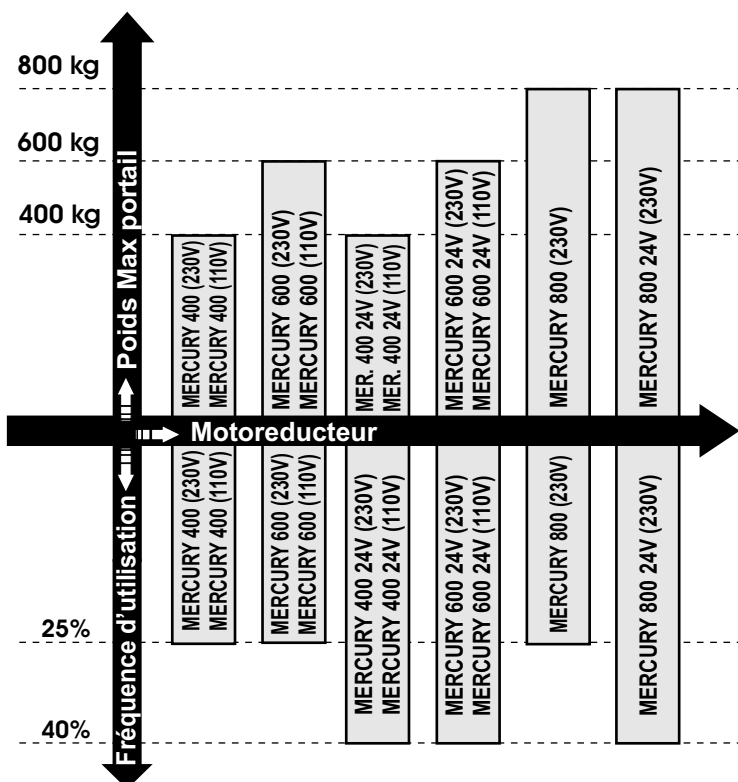 800 kg
600 kg
400 kg
Poids Max portail
MERCURY 400 (230V)
MERCURY 400 (110V)
MERCURY 600 (230V)
MERCURY 600 (110V)
MER. 400 24V (230V)
MER. 400 24V (110V)
MERCURY 600 24V (230V)
MERCURY 600 24V (110V)
MERCURY 800 (230V)
MERCURY 800 24V (230V)
Motoreducteur
Fréquence d'utilisation
MERCURY 400 (230V)
MERCURY 400 (110V)
MERCURY 600 (230V)
MERCURY 600 (110V)
MERCURY 400 24V (230V)
MERCURY 400 24V (110V)
MERCURY 600 24V (230V)
MERCURY 600 24V (110V)
MERCURY 800 (230V)
MERCURY 800 24V (230V)
25%
40%